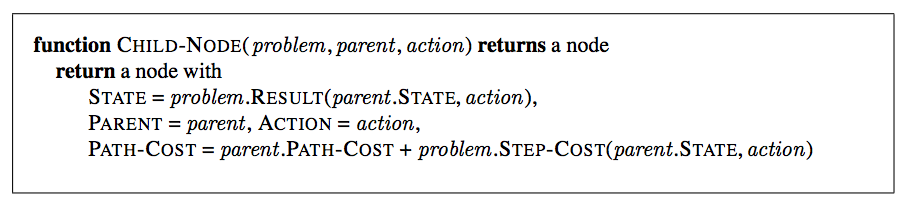 function CHILD-NODE(problem, parent, action) returns a node
return a node with
STATE = problem.RESULT(parent.STATE, action),
PARENT = parent, ACTION = action,
PATH-COST = parent.PATH-COST + problem.STEP-COST(parent.STATE, action)